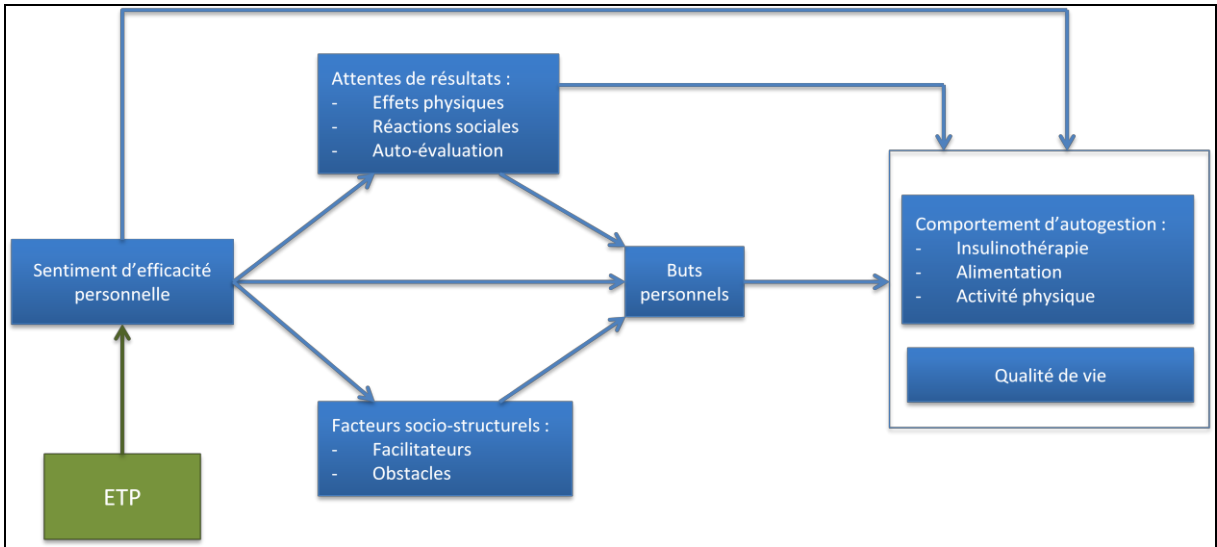 Attentes de résultats :
- Effets physiques
- Réactions sociales
- Auto-évaluation
Sentiment d’efficacité
personnelle
Buts
personnels
Comportement d’autogestion :
- Insulinothérapie
- Alimentation
- Activité physique
Qualité de vie
Facteurs socio-structurels :
- Facilitateurs
- Obstacles
ETP